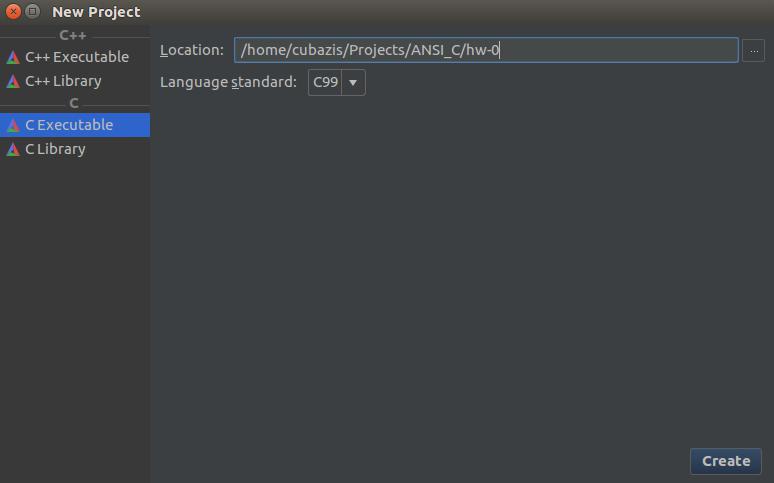 New Project
C++
C++ Executable
C++ Library
C
C Executable
C Library
Location: /home/cubazis/Projects/ANSI_C/hw-0 ...
Language standard: C99
Create